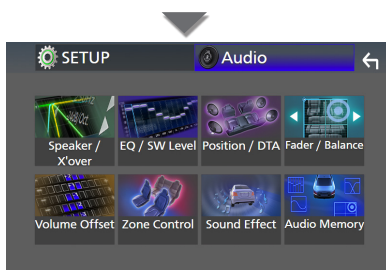 SETUP
Audio
Speaker /
X'over
EQ / SW Level
Position / DTA
Fader / Balance
Volume Offset
Zone Control
Sound Effect
Audio Memory